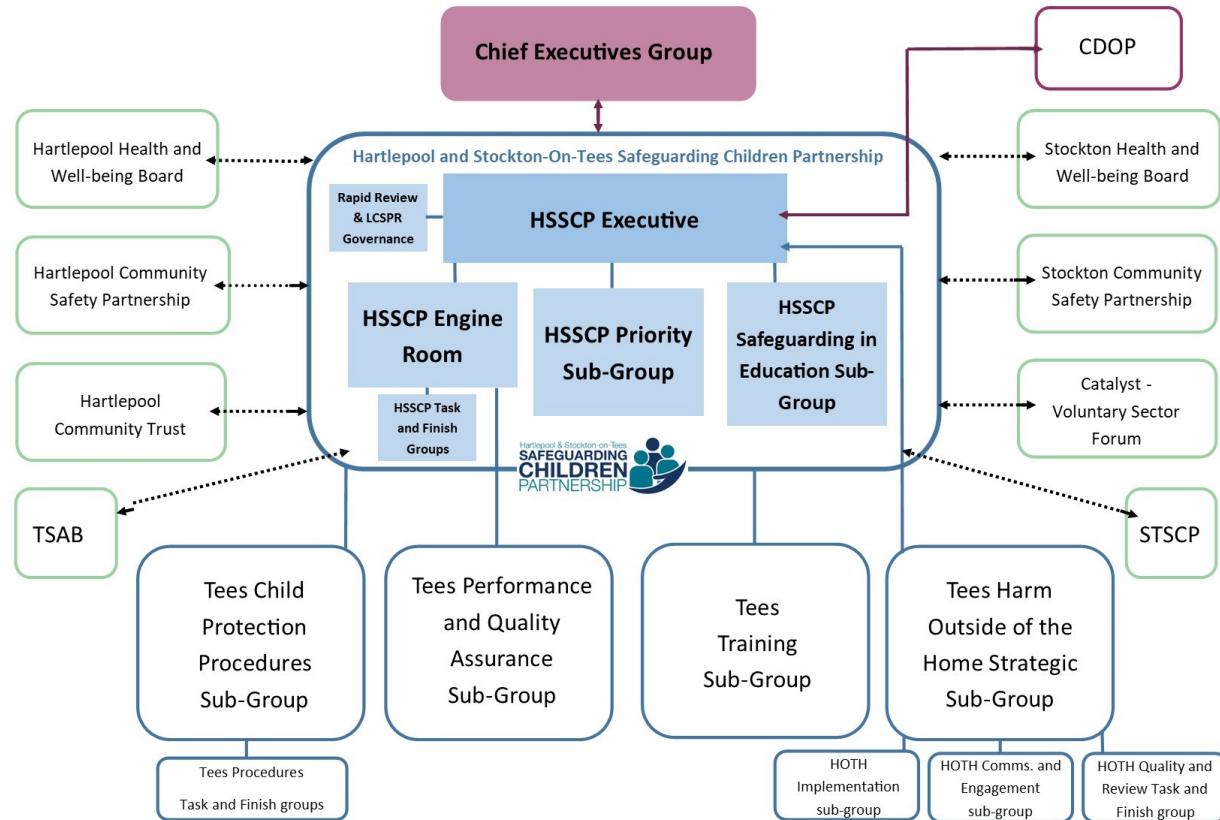 Chief Executives Group
CDOP
Hartlepool Health and
Well-being Board
Hartlepool and Stockton-On-Tees Safeguarding Children Partnership
Stockton Health and
Well-being Board
Rapid Review
& LCSPR
Governance
HSSCP Executive
Hartlepool Community
Safety Partnership
Stockton Community
Safety Partnership
HSSCP Engine
Room
HSSCP Priority
Sub-Group
HSSCP
Safeguarding in
Education Sub-
Group
HSSCP Task
and Finish
Groups
Hartlepool
Community Trust
Catalyst -
Voluntary Sector
Forum
Hartlepool & Stockton-on-Tees
SAFEGUARDING
CHILDREN
PARTNERSHIP
TSAB
STSCP
Tees Child
Protection
Procedures
Sub-Group
Tees Performance
and Quality
Assurance
Sub-Group
Tees
Training
Sub-Group
Tees Harm
Outside of the
Home Strategic
Sub-Group
Tees Procedures
Task and Finish groups
HOTH
Implementation
sub-group
HOTH Comms. and
Engagement
sub-group
HOTH Quality and
Review Task and
Finish group